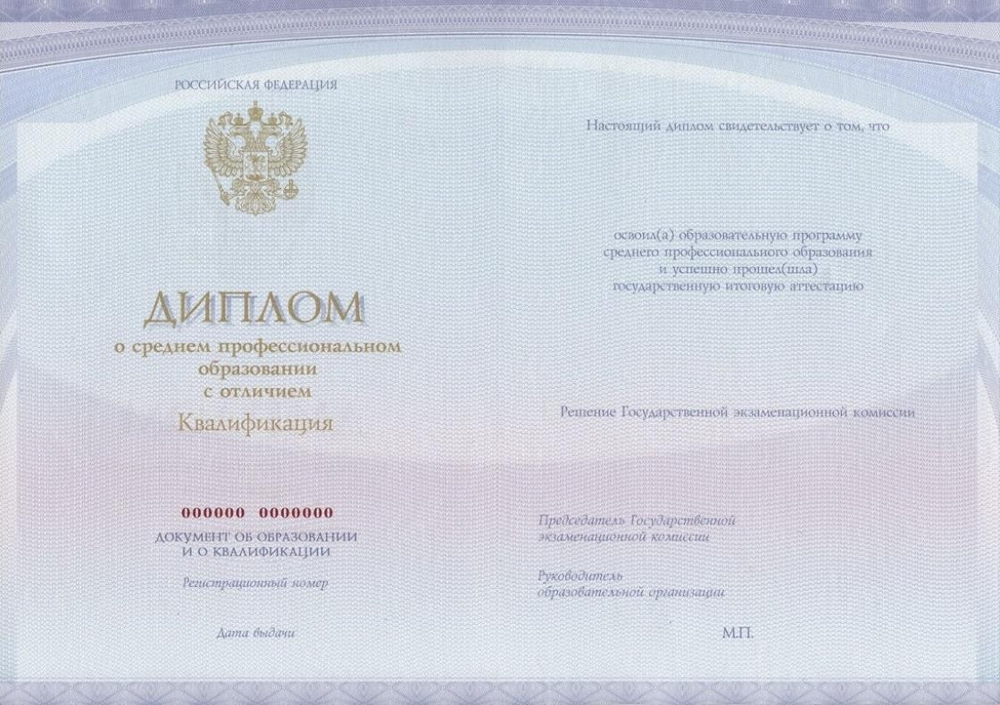 РОССИЙСКАЯ ФЕДЕРАЦИЯ
ДИПЛОМ
о среднем профессиональном
образовании
с отличием
Квалификация
000000 0000000
ДОКУМЕНТ ОБ ОБРАЗОВАНИИ
И О КВАЛИФИКАЦИИ
Регистрационный номер
Дата выдачи
Настоящий диплом свидетельствует о том, что
освоил(а) образовательную программу
среднего профессионального образования
и успешно прошел(шла)
государственную итоговую аттестацию
Решение Государственной экзаменационной комиссии
Председатель Государственной
экзаменационной комиссии
Руководитель
образовательной организации
М.П.